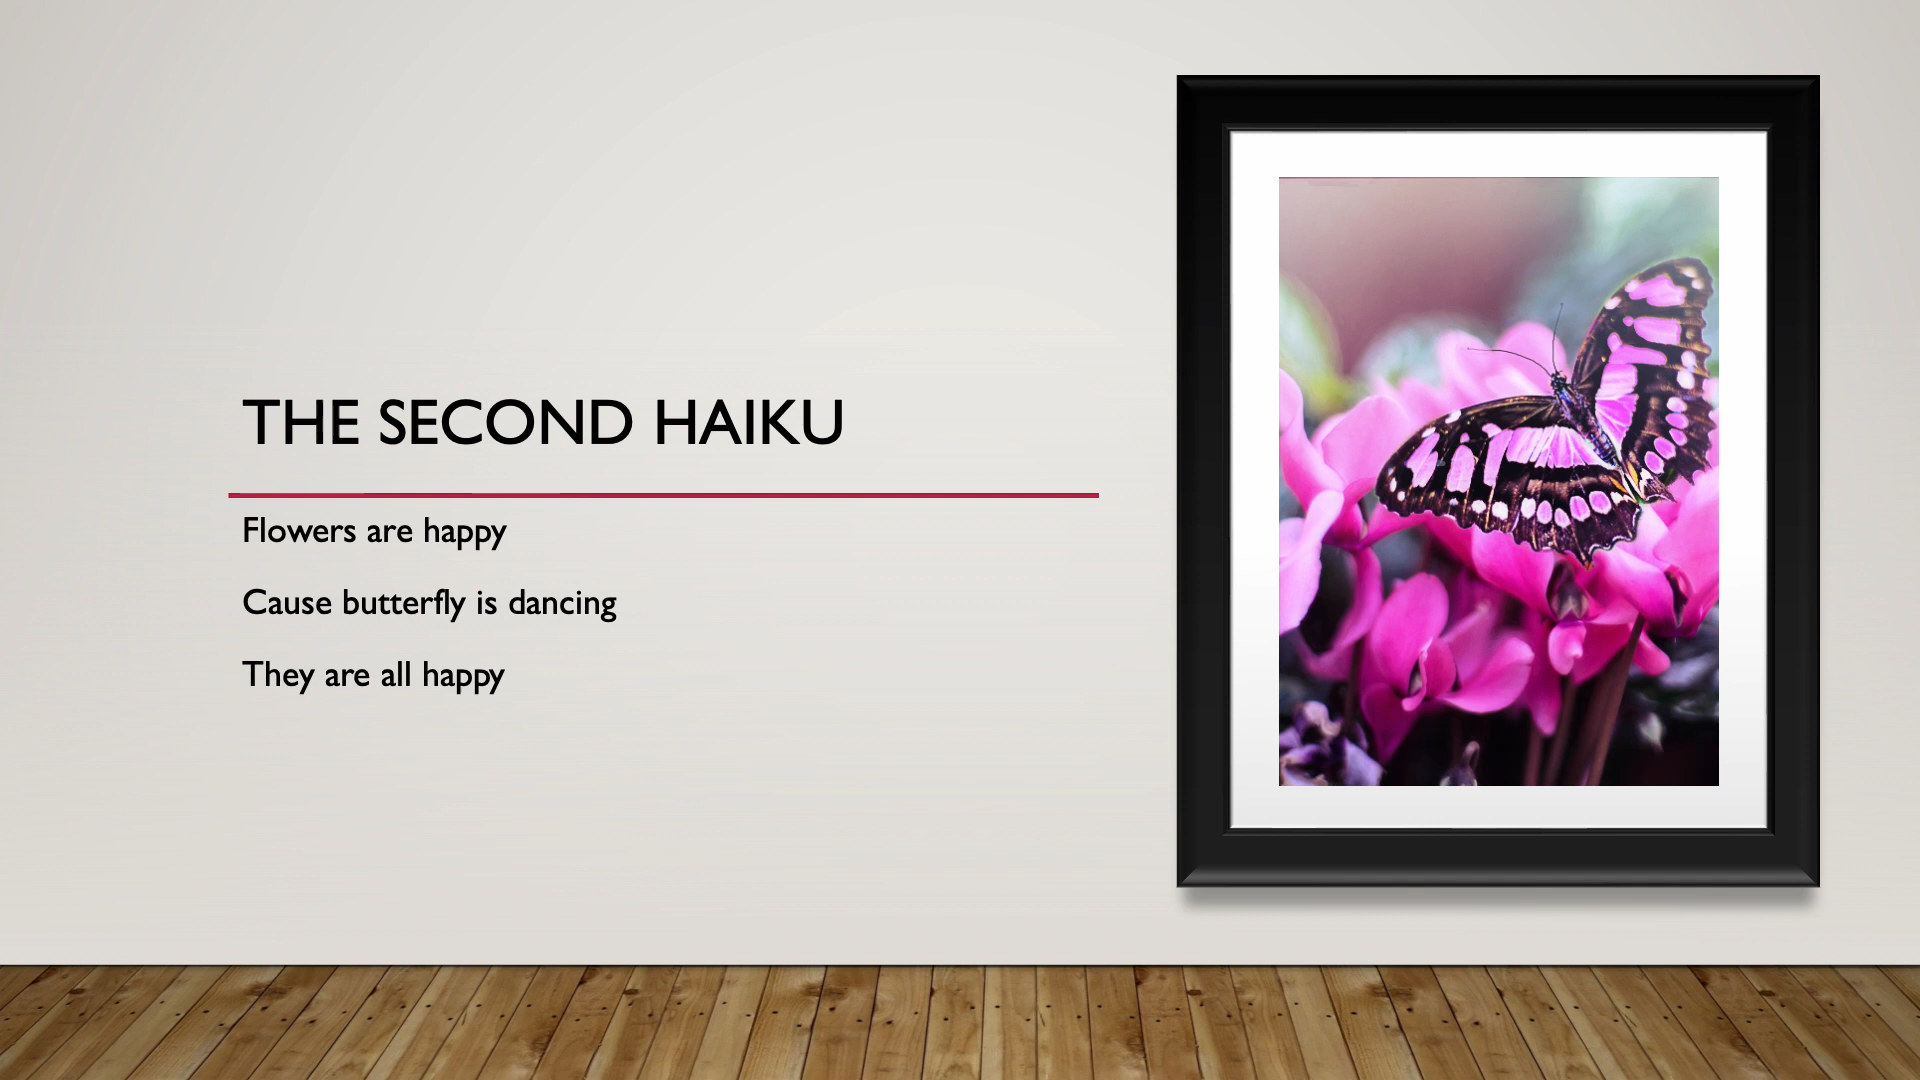 THE SECOND HAIKU
Flowers are happy
Cause butterfly is dancing
They are all happy